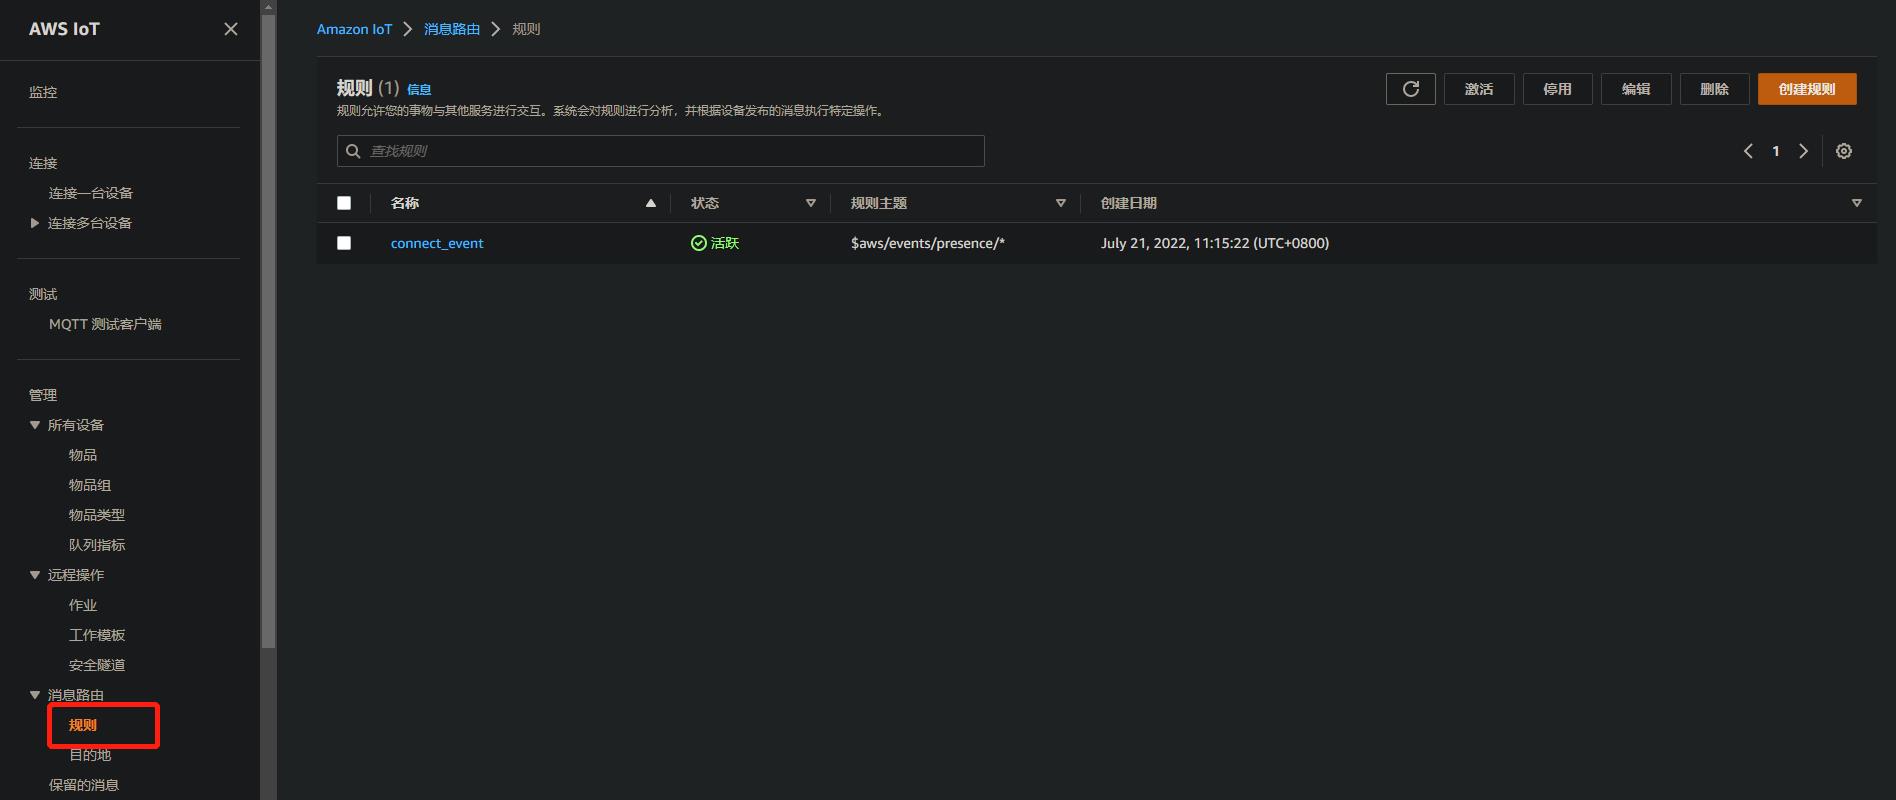 AWS IoT
监控
连接
连接一台设备
连接多台设备
测试
MQTT 测试客户端
管理
所有设备
物品
物品组
物品类型
队列指标
远程操作
作业
工作模板
安全隧道
消息路由
规则
目的地
保留的消息
Amazon IoT 消息路由 规则
规则 (1) 信息
规则允许您的事物与其他服务进行交互。系统会对规则进行分析，并根据设备发布的消息执行特定操作。
激活 停用 编辑 删除 创建规则
查找规则
1
名称 状态 规则主题 创建日期
connect_event 活跃 $aws/events/presence/* July 21, 2022, 11:15:22 (UTC+0800)